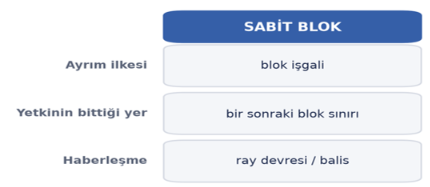 SABİT BLOK
Ayrım ilkesi
blok işgali
Yetkinin bittiği yer
bir sonraki blok sınırı
Haberleşme
ray devresi / balis